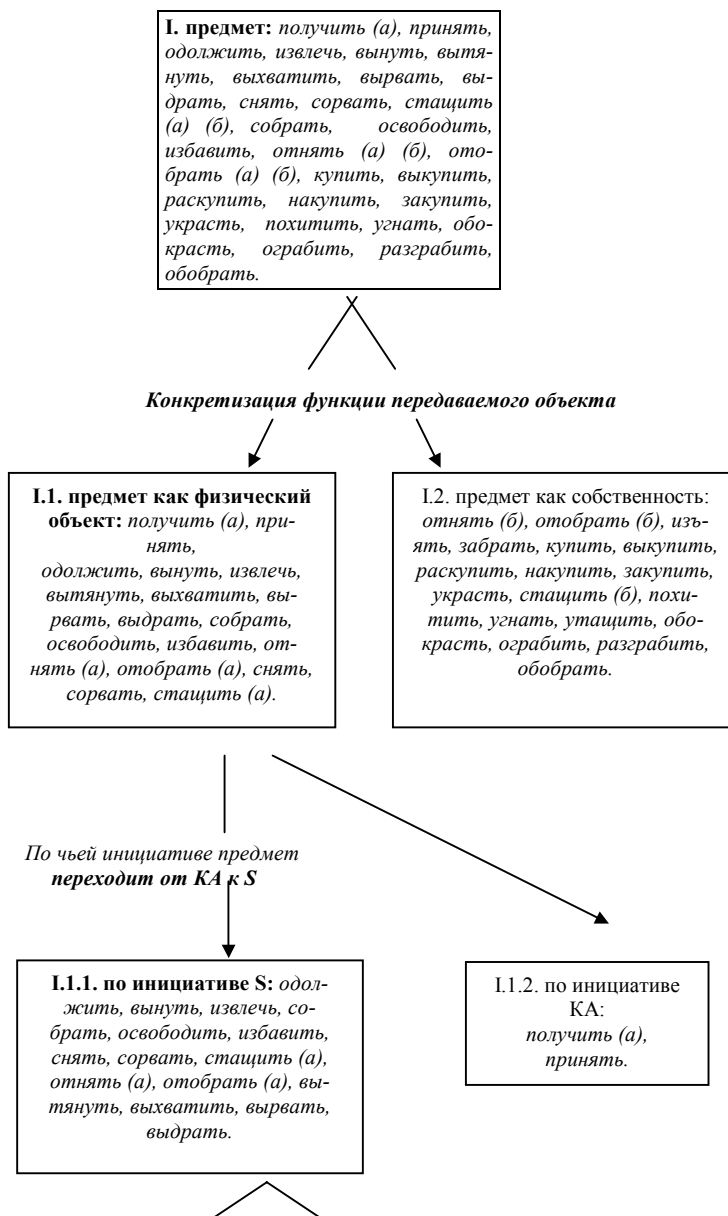 I. предмет: получить (а), принять,
одолжить, извлечь, вынуть, вытя-
нуть, выхватить, вырвать, вы-
драть, снять, сорвать, стащить
(а) (б), собрать, освободить,
избавить, отнять (а) (б), ото-
брать (а) (б), купить, выкупить,
раскупить, накупить, закупить,
украсть, похитить, угнать, обо-
красть, ограбить, разграбить,
обобрать.
Конкретизация функции передаваемого объекта
I.1. предмет как физический
объект: получить (а), при-
нять,
одолжить, вынуть, извлечь,
вытянуть, выхватить, вы-
рвать, выдрать, собрать,
освободить, избавить, от-
нять (а), отобрать (а), снять,
сорвать, стащить (а).
I.2. предмет как собственность:
отнять (б), отобрать (б), изъ-
ять, забрать, купить, выкупить,
раскупить, накупить, закупить,
украсть, стащить (б), похи-
тить, угнать, утащить, обо-
красть, ограбить, разграбить,
обобрать.
По чьей инициативе предмет
переходит от КА к S
I.1.1. по инициативе S: одол-
жить, вынуть, извлечь, со-
брать, освободить, избавить,
снять, сорвать, стащить (а),
отнять (а), отобрать (а), вы-
тянуть, выхватить, вырвать,
выдрать.
I.1.2. по инициативе
КА:
получить (а),
принять.